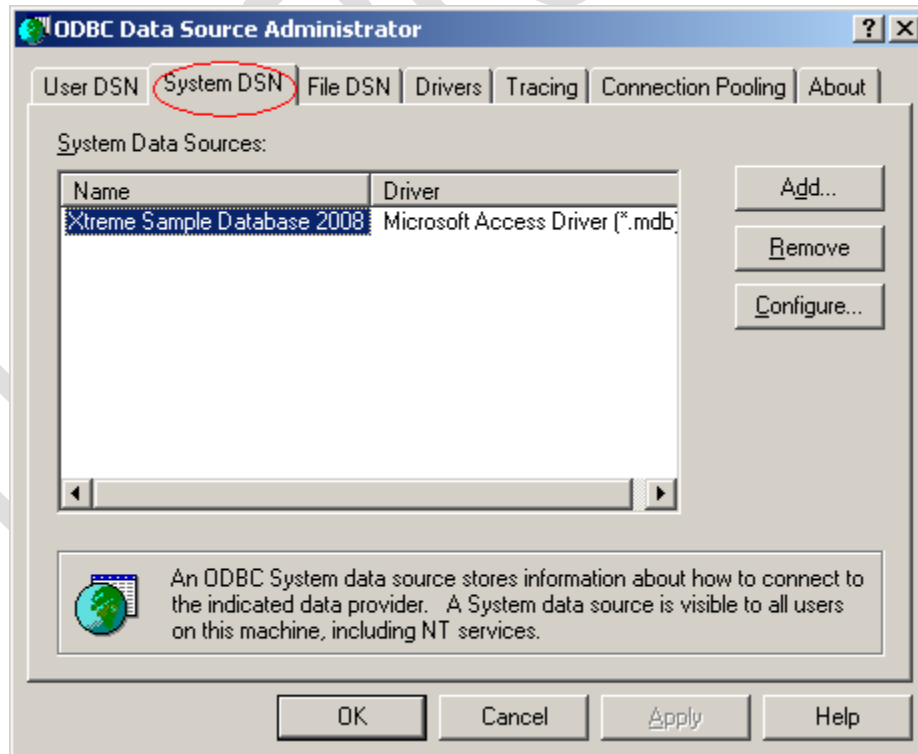 ODBC Data Source Administrator
User DSN System DSN File DSN Drivers Tracing Connection Pooling About
System Data Sources:
Name Driver
Xtreme Sample Database 2008 Microsoft Access Driver (*.mdb)
Add...
Remove
Configure...
An ODBC System data source stores information about how to connect to
the indicated data provider. A System data source is visible to all users
on this machine, including NT services.
OK Cancel Apply Help